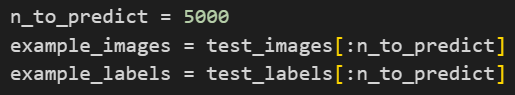 n_to_predict = 5000
example_images = test_images[:n_to_predict]
example_labels = test_labels[:n_to_predict]